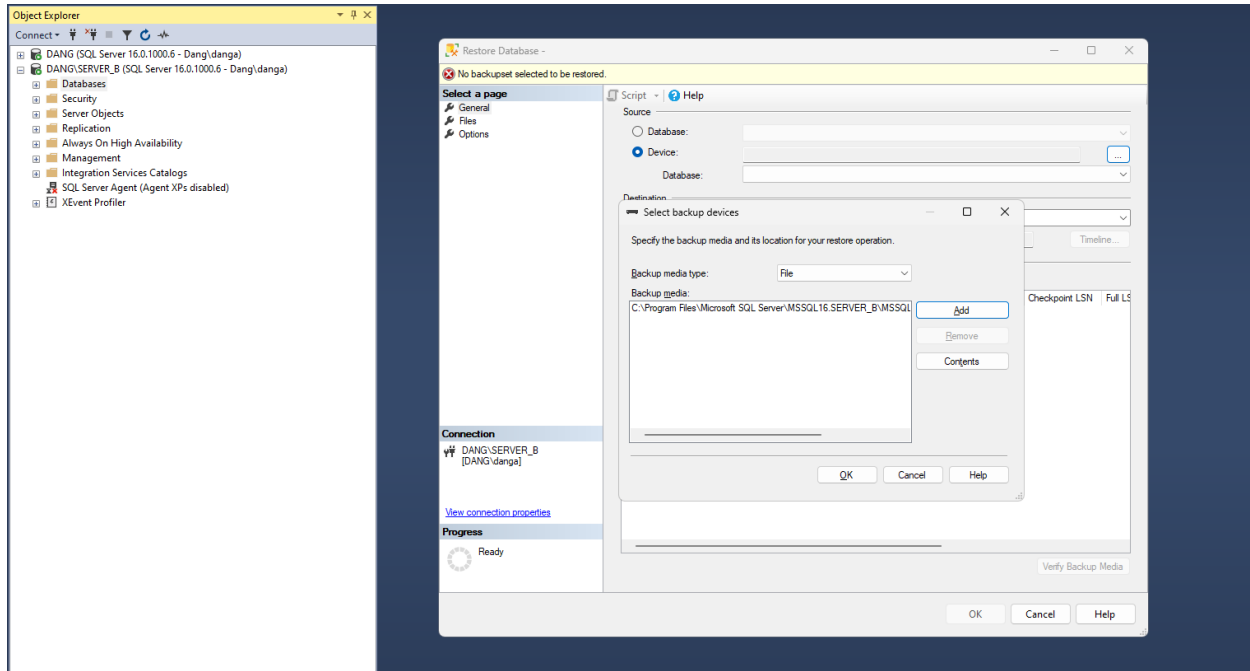 Object Explorer
Connect
DANG (SQL Server 16.0.1000.6 - Dang\danga)
DANG\SERVER_B (SQL Server 16.0.1000.6 - Dang\danga)
Databases
Security
Server Objects
Replication
Always On High Availability
Management
Integration Services Catalogs
SQL Server Agent (Agent XPs disabled)
XEvent Profiler
Restore Database -
No backupset selected to be restored.
Select a page
General
Files
Options
Script
Help
Source
Database:
Device:
...
Database:
Destination
Timeline...
Checkpoint LSN Full LS
Select backup devices
Specify the backup media and its location for your restore operation.
Backup media type:
File
Backup media:
C:\Program Files\Microsoft SQL Server\MSSQL16.SERVER_B\MSSQL
Add
Remove
Contents
OK
Cancel
Help
Connection
DANG\SERVER_B
[DANG\danga]
View connection properties
Progress
Ready
Verify Backup Media
OK
Cancel
Help